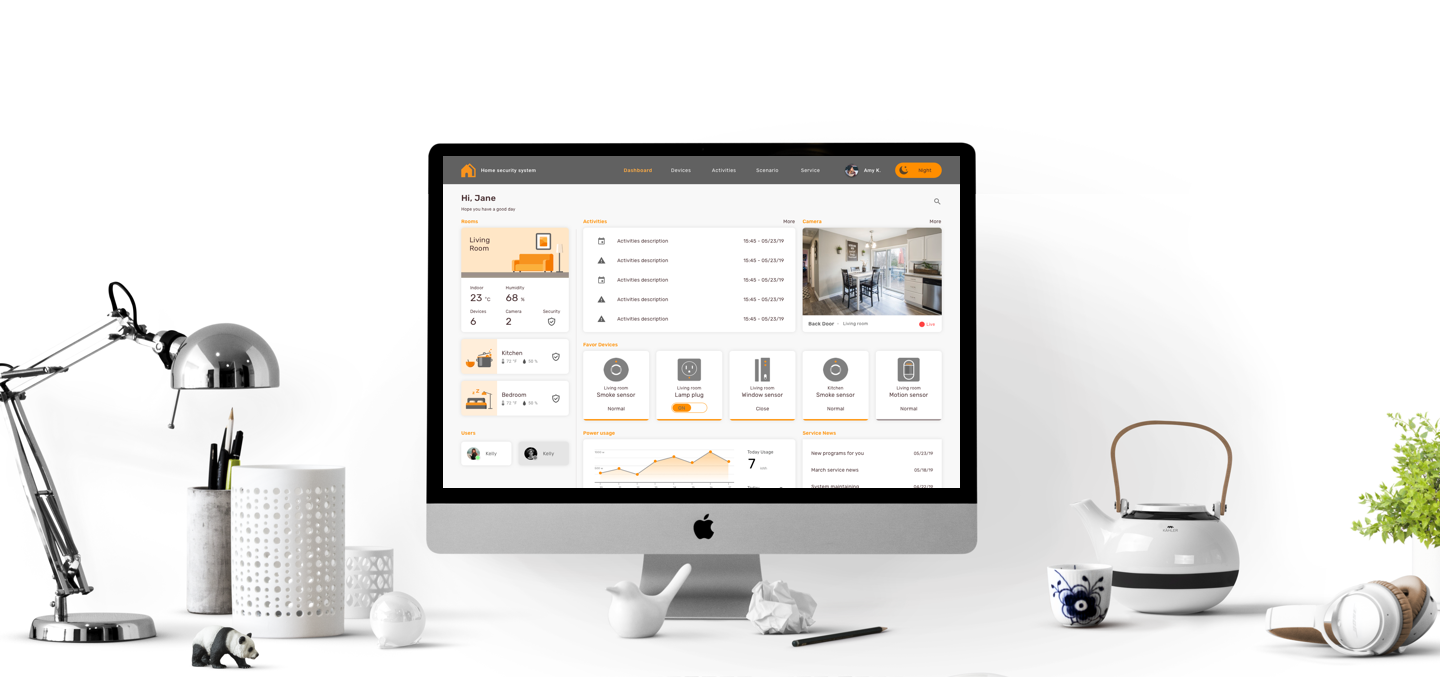 Home security system
Dashboard
Devices
Activities
Scenario
Service
Amy K.
Night
Hi, Jane
Hope you have a good day
Rooms
Living
Room
Indoor
Humidity
23 °C
68 %
Devices
Camera
Security
6
2
Kitchen
Bedroom
Users
Kelly
Kelly
Activities
More
Activities description 15:45 - 05/23/19
Activities description 15:45 - 05/23/19
Activities description 15:45 - 05/23/19
Activities description 15:45 - 05/23/19
Activities description 15:45 - 05/23/19
Camera
More
Back Door - Living room
Live
Favor Devices
Living room
Smoke sensor
Normal
Living room
Lamp plug
ON
Living room
Window sensor
Close
Kitchen
Smoke sensor
Normal
Living room
Motion sensor
Normal
Power usage
Today Usage
7
Service News
New programs for you 05/23/19
March service news 05/18/19
System maintaining 04/22/19